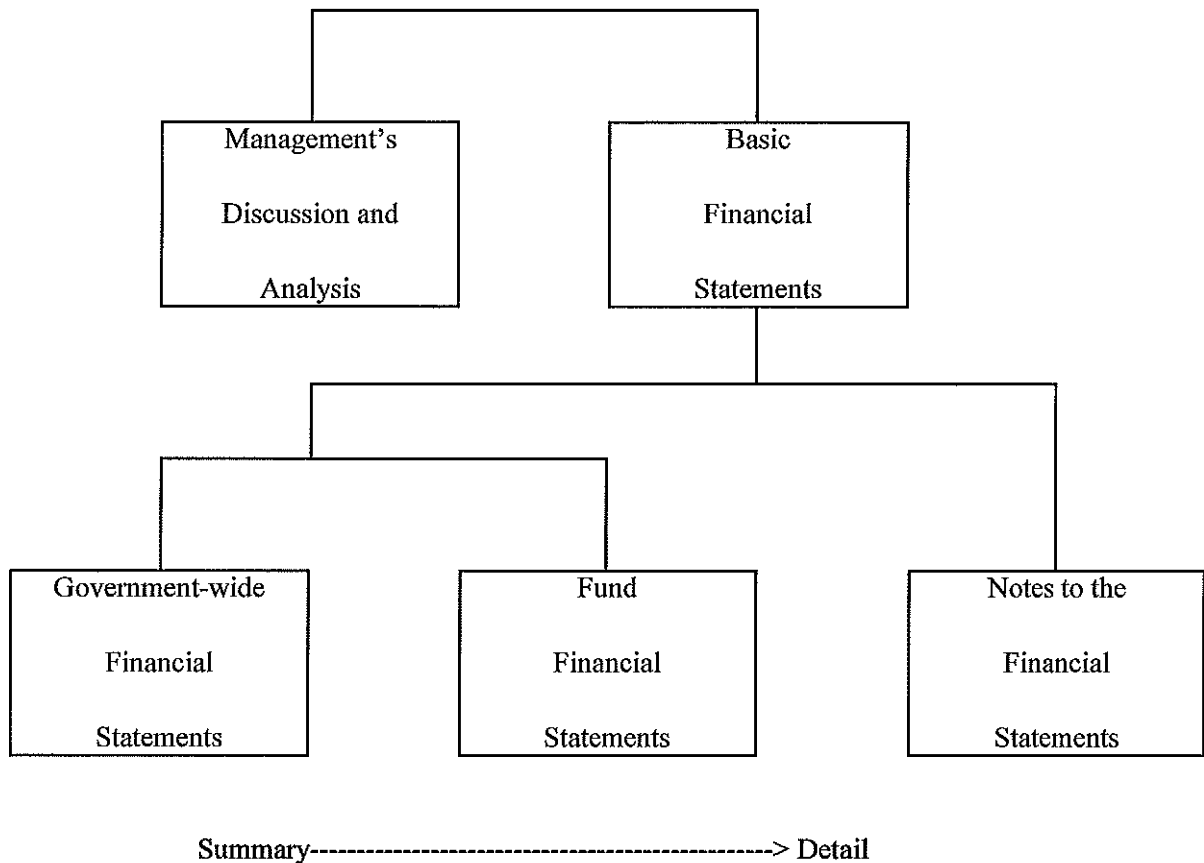 Management's
Discussion and
Analysis
Basic
Financial
Statements
Government-wide
Financial
Statements
Fund
Financial
Statements
Notes to the
Financial
Statements
Summary--------------------------------------------> Detail